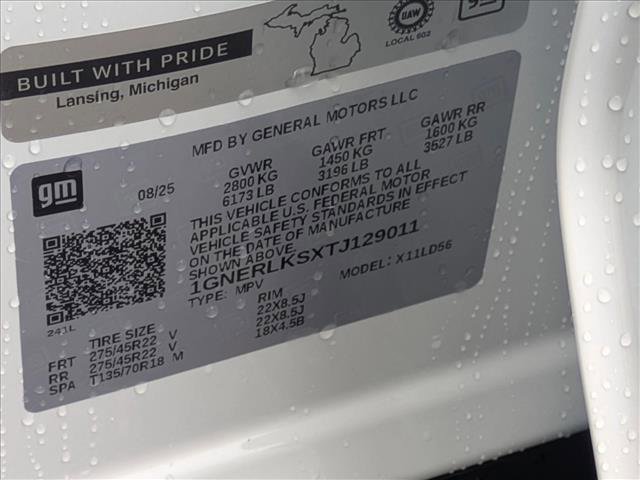 BUILT WITH PRIDE
Lansing, Michigan
UAW
LOCAL 602
gm
MFD BY GENERAL MOTORS LLC
gm
08/25
GVWR GAWR FRT GAWR RR
2800 KG 1450 KG 1600 KG
6173 LB 3196 LB 3527 LB
THIS VEHICLE CONFORMS TO ALL
APPLICABLE U.S. FEDERAL MOTOR
VEHICLE SAFETY STANDARDS IN EFFECT
ON THE DATE OF MANUFACTURE
SHOWN ABOVE.
1GNERLKSXTJ129011
TYPE: MPV MODEL: X11LD56
241L
TIRE SIZE RIM
FRT 275/45R22 V 22X8.5J
RR 275/45R22 V 22X8.5J
SPA T135/70R18 M 18X4.5B